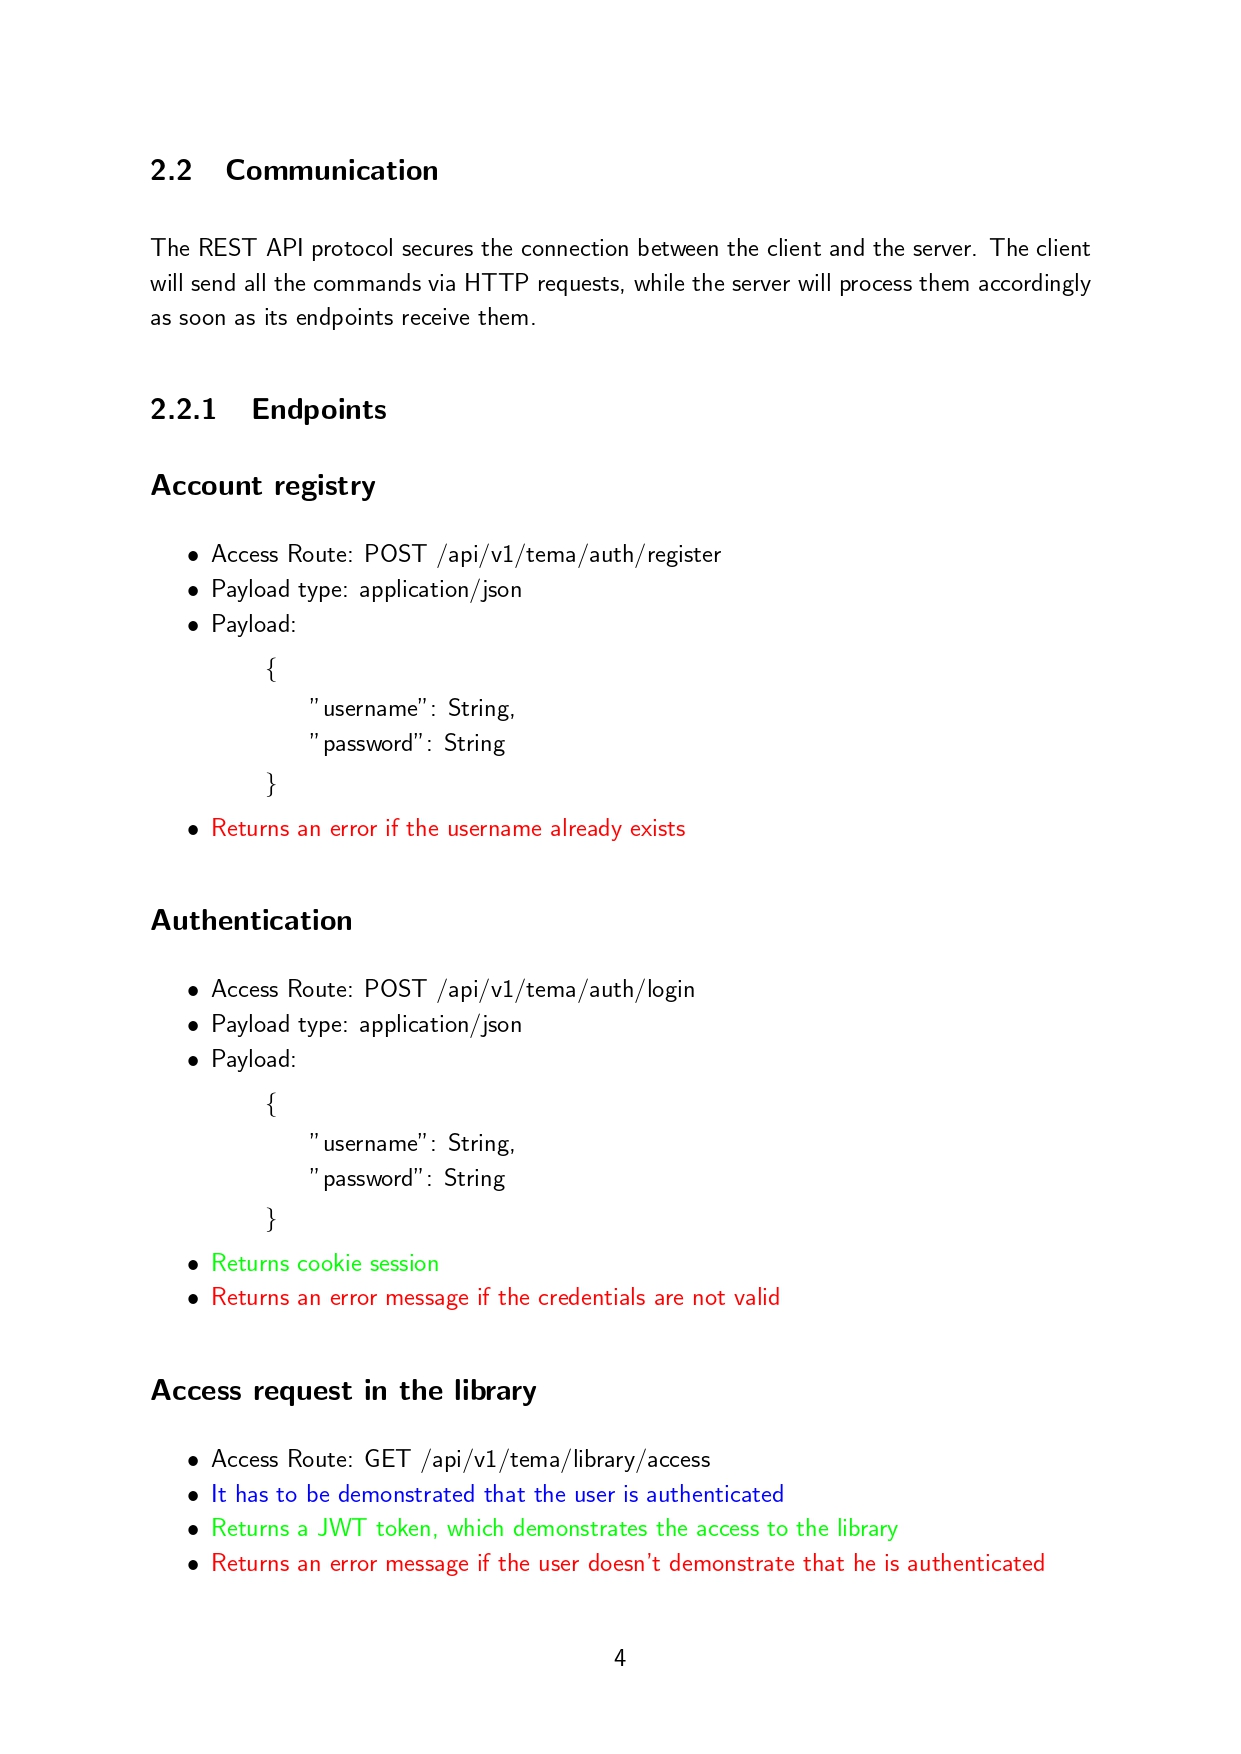 2.2 Communication
The REST API protocol secures the connection between the client and the server. The client
will send all the commands via HTTP requests, while the server will process them accordingly
as soon as its endpoints receive them.
2.2.1 Endpoints
Account registry
• Access Route: POST /api/v1/tema/auth/register
• Payload type: application/json
• Payload:
{
”username”: String,
”password”: String
}
• Returns an error if the username already exists
Authentication
• Access Route: POST /api/v1/tema/auth/login
• Payload type: application/json
• Payload:
{
”username”: String,
”password”: String
}
• Returns cookie session
• Returns an error message if the credentials are not valid
Access request in the library
• Access Route: GET /api/v1/tema/library/access
• It has to be demonstrated that the user is authenticated
• Returns a JWT token, which demonstrates the access to the library
• Returns an error message if the user doesn’t demonstrate that he is authenticated
4